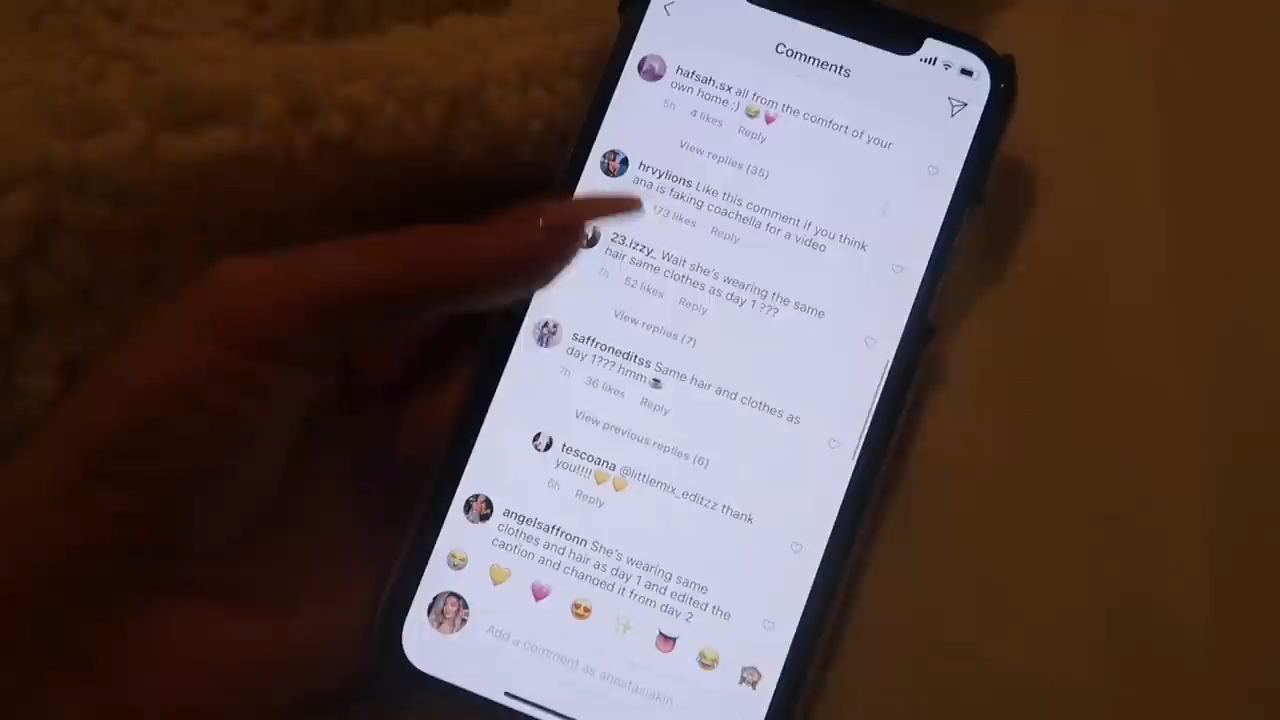 Comments
hafsah.sx all from the comfort of your
own home ;) 😂💗
5h 4 likes Reply
View replies (35)
hrvylions Like this comment if you think
ana is faking coachella for a video
173 likes Reply
23.izzy_ Wait she's wearing the same
hair same clothes as day 1 ???
7h 52 likes Reply
View replies (7)
saffroneditss Same hair and clothes as
day 1??? hmm☕
7h 36 likes Reply
View previous replies (6)
tescoana @littlemix_editzz thank
you!!!!💛💛
6h Reply
angelsaffronn She's wearing same
clothes and hair as day 1 and edited the
caption and changed it from day 2
Add a comment as anastasiakin